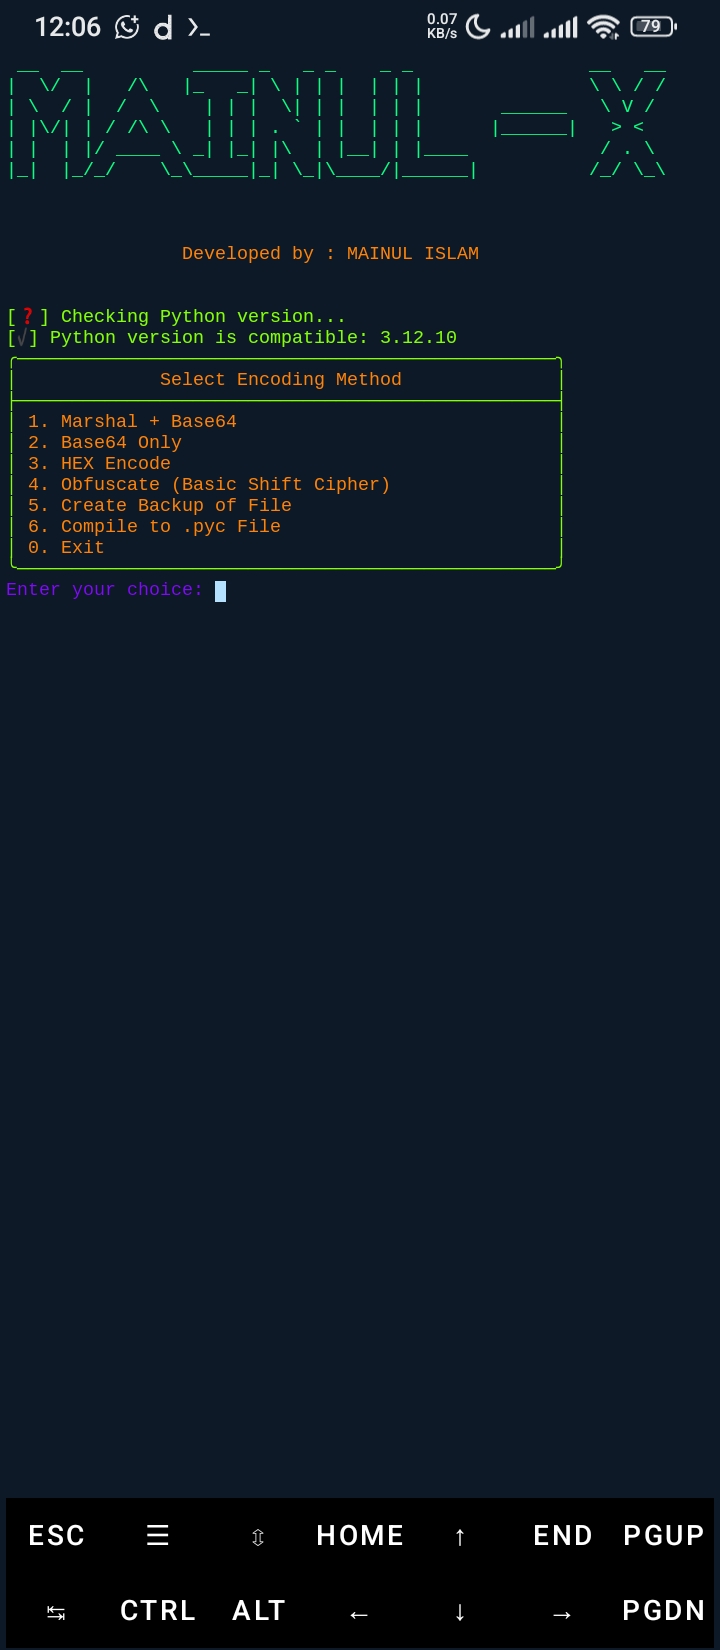 12:06 0.07 KB/s 79
MAINUL - X
Developed by : MAINUL ISLAM
[❓] Checking Python version...
[√] Python version is compatible: 3.12.10
Select Encoding Method
1. Marshal + Base64
2. Base64 Only
3. HEX Encode
4. Obfuscate (Basic Shift Cipher)
5. Create Backup of File
6. Compile to .pyc File
0. Exit
Enter your choice:
ESC ☰ ⇳ HOME ↑ END PGUP
↹ CTRL ALT ← ↓ → PGDN